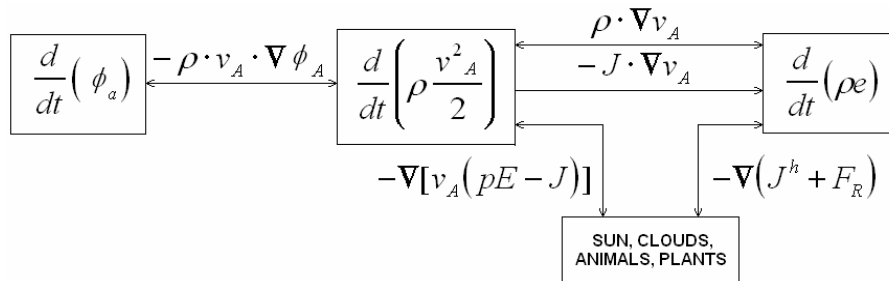 ρ · ∇v_A
− ρ · v_A · ∇ϕ_A
− J · ∇v_A
d/dt(ϕ_a)
d/dt(ρ v²_A/2)
d/dt(ρe)
−∇[v_A(pE − J)]
−∇(J^h + F_R)
SUN, CLOUDS,
ANIMALS, PLANTS